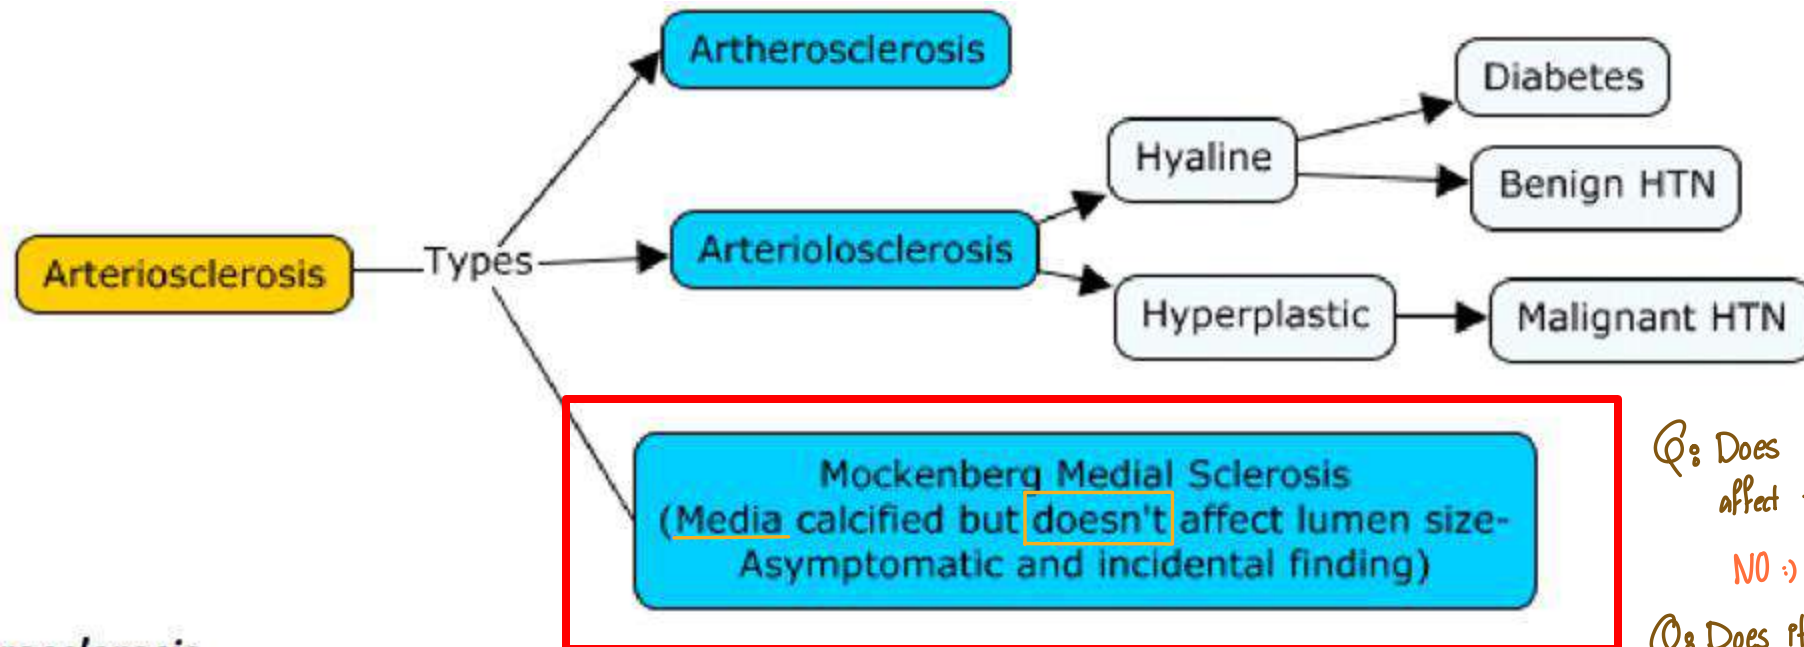 Artherosclerosis
Diabetes
Hyaline
Benign HTN
Arteriosclerosis
Types
Arteriolosclerosis
Hyperplastic
Malignant HTN
Mockenberg Medial Sclerosis
(Media calcified but doesn't affect lumen size-
Asymptomatic and incidental finding)
Q: Does
affect
NO :)
Q: Does it